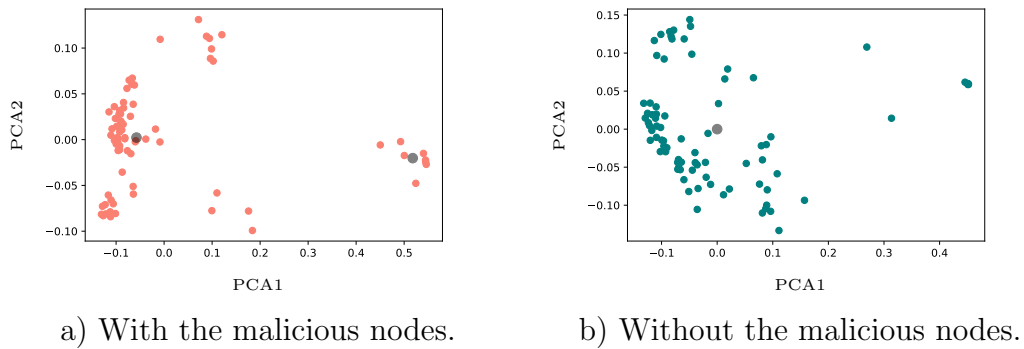 0.10
0.05
0.00
−0.05
−0.10
PCA2
−0.1 0.0 0.1 0.2 0.3 0.4 0.5
PCA1
a) With the malicious nodes.
0.15
0.10
0.05
0.00
−0.05
−0.10
PCA2
−0.1 0.0 0.1 0.2 0.3 0.4
PCA1
b) Without the malicious nodes.